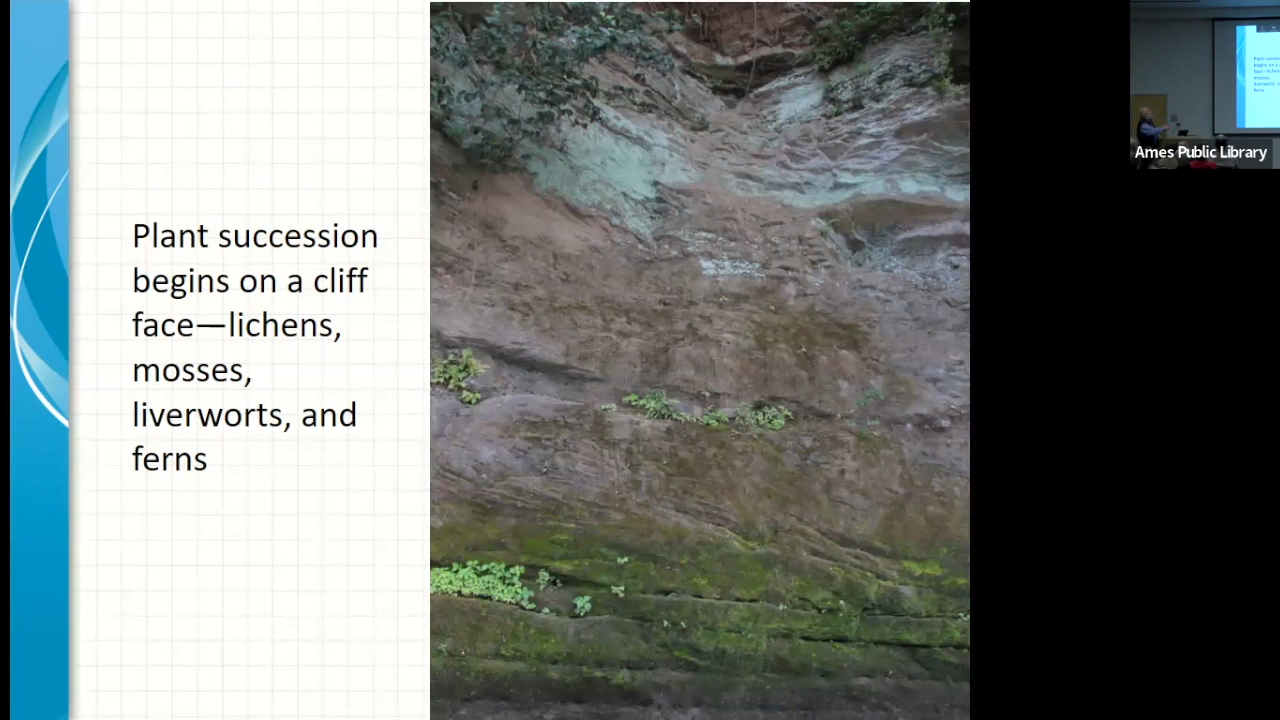 Plant succession
begins on a cliff
face—lichens,
mosses,
liverworts, and
ferns
Ames Public Library